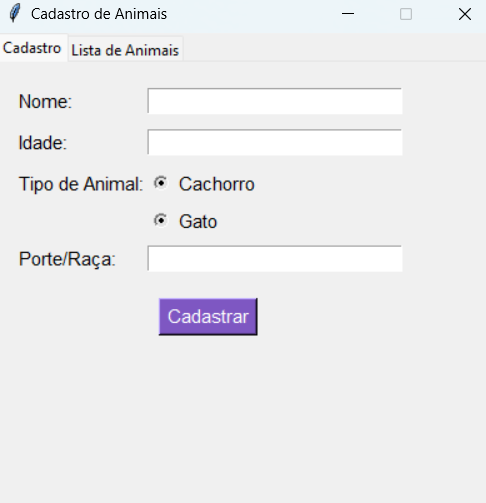 Cadastro de Animais
Cadastro Lista de Animais
Nome:
Idade:
Tipo de Animal: Cachorro
Gato
Porte/Raça:
Cadastrar